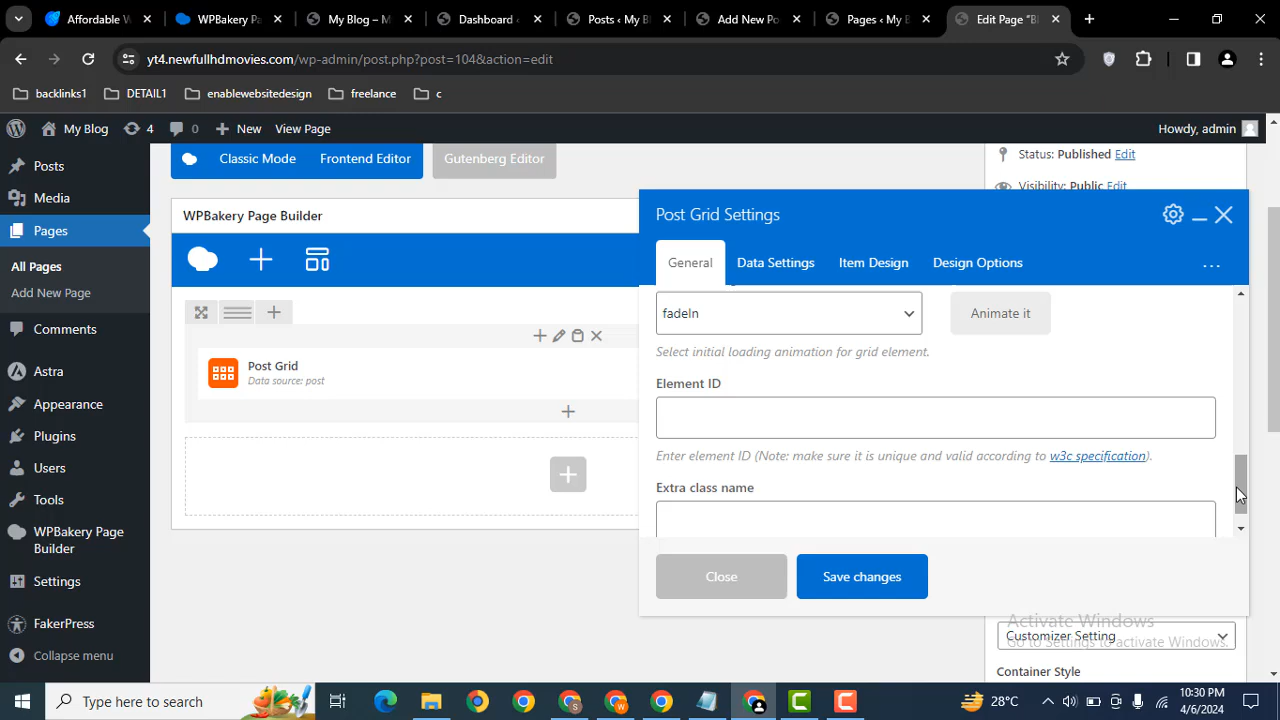 Affordable W
WPBakery Pa
My Blog – M
Dashboard ‹
Posts ‹ My Bl
Add New Po
Pages ‹ My B
Edit Page "Bl
yt4.newfullhdmovies.com/wp-admin/post.php?post=104&action=edit
backlinks1
DETAIL1
enablewebsitedesign
freelance
c
My Blog
4
0
New
View Page
Howdy, admin
Posts
Media
Pages
All Pages
Add New Page
Comments
Astra
Appearance
Plugins
Users
Tools
WPBakery Page
Builder
Settings
FakerPress
Collapse menu
Classic Mode
Frontend Editor
Gutenberg Editor
WPBakery Page Builder
Post Grid
Data source: post
Status: Published Edit
Visibility: Public Edit
Post Grid Settings
General
Data Settings
Item Design
Design Options
...
fadeIn
Animate it
Select initial loading animation for grid element.
Element ID
Enter element ID (Note: make sure it is unique and valid according to w3c specification).
Extra class name
Close
Save changes
Activate Windows
Go to Settings to activate Windows.
Customizer Setting
Container Style
Type here to search
28°C
10:30 PM
4/6/2024